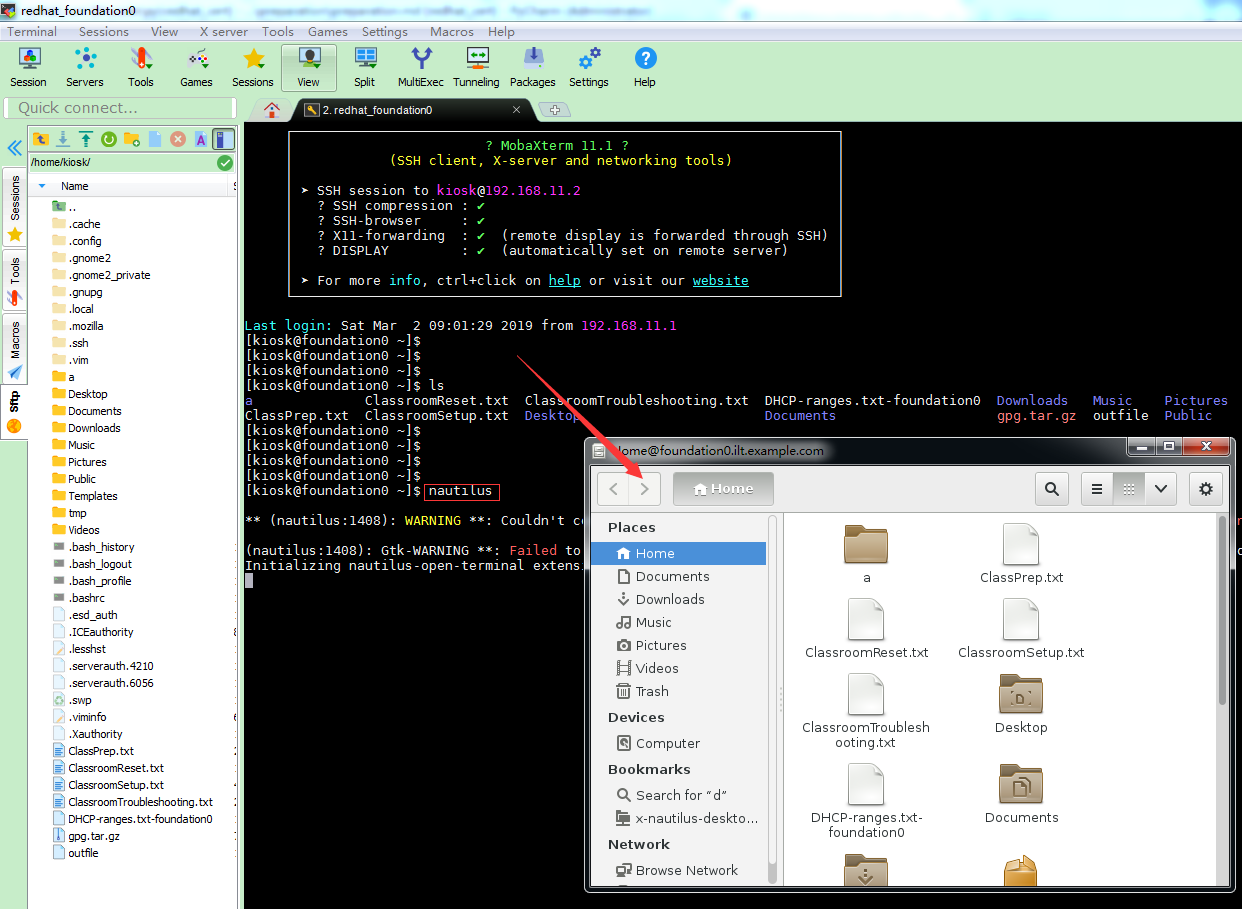 redhat_foundation0
Terminal Sessions View X server Tools Games Settings Macros Help
Session Servers Tools Games Sessions View Split MultiExec Tunneling Packages Settings Help
Quick connect...
2. redhat_foundation0
/home/kiosk/
Name
Sessions
Tools
Macros
Sftp
..
.cache
.config
.gnome2
.gnome2_private
.gnupg
.local
.mozilla
.ssh
.vim
a
Desktop
Documents
Downloads
Music
Pictures
Public
Templates
tmp
Videos
.bash_history
.bash_logout
.bash_profile
.bashrc
.esd_auth
.ICEauthority
.lesshst
.serverauth.4210
.serverauth.6056
.swp
.viminfo
.Xauthority
ClassPrep.txt
ClassroomReset.txt
ClassroomSetup.txt
ClassroomTroubleshooting.txt
DHCP-ranges.txt-foundation0
gpg.tar.gz
outfile
? MobaXterm 11.1 ?
(SSH client, X-server and networking tools)
➤ SSH session to kiosk@192.168.11.2
? SSH compression : ✔
? SSH-browser : ✔
? X11-forwarding : ✔ (remote display is forwarded through SSH)
? DISPLAY : ✔ (automatically set on remote server)
➤ For more info, ctrl+click on help or visit our website
Last login: Sat Mar 2 09:01:29 2019 from 192.168.11.1
[kiosk@foundation0 ~]$
[kiosk@foundation0 ~]$
[kiosk@foundation0 ~]$
[kiosk@foundation0 ~]$ ls
a ClassroomReset.txt ClassroomTroubleshooting.txt DHCP-ranges.txt-foundation0 Downloads Music Pictures
ClassPrep.txt ClassroomSetup.txt Desktop Documents gpg.tar.gz outfile Public
[kiosk@foundation0 ~]$
[kiosk@foundation0 ~]$
[kiosk@foundation0 ~]$
[kiosk@foundation0 ~]$
[kiosk@foundation0 ~]$ nautilus
** (nautilus:1408): WARNING **: Couldn't
(nautilus:1408): Gtk-WARNING **: Failed to
Initializing nautilus-open-terminal
Home@foundation0.ilt.example.com
Home
Places
Home
Documents
Downloads
Music
Pictures
Videos
Trash
Devices
Computer
Bookmarks
Search for “d”
x-nautilus-deskto...
Network
Browse Network
a
ClassPrep.txt
ClassroomReset.txt
ClassroomSetup.txt
ClassroomTroublesh
ooting.txt
Desktop
DHCP-ranges.txt-
foundation0
Documents